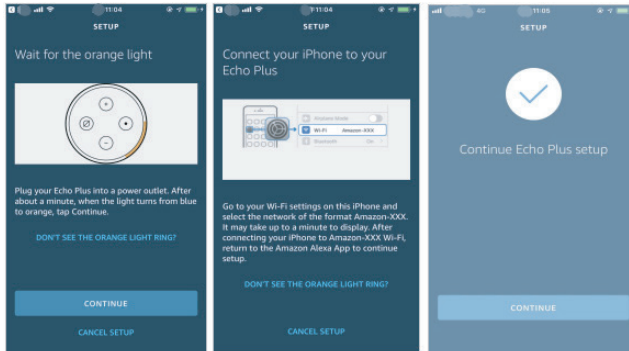 11:04
SETUP
Wait for the orange light
Plug your Echo Plus into a power outlet. After
about a minute, when the light turns from blue
to orange, tap Continue.
DON'T SEE THE ORANGE LIGHT RING?
CONTINUE
CANCEL SETUP
11:04
SETUP
Connect your iPhone to your
Echo Plus
Airplane Mode
Wi-Fi Amazon-XXX
Bluetooth On
Go to your Wi-Fi settings on this iPhone and
select the network of the format Amazon-XXX.
It may take up to a minute to display. After
connecting your iPhone to Amazon-XXX Wi-Fi,
return to the Amazon Alexa App to continue
setup.
DON'T SEE THE ORANGE LIGHT RING?
CANCEL SETUP
4G 11:05
SETUP
Continue Echo Plus setup
CONTINUE